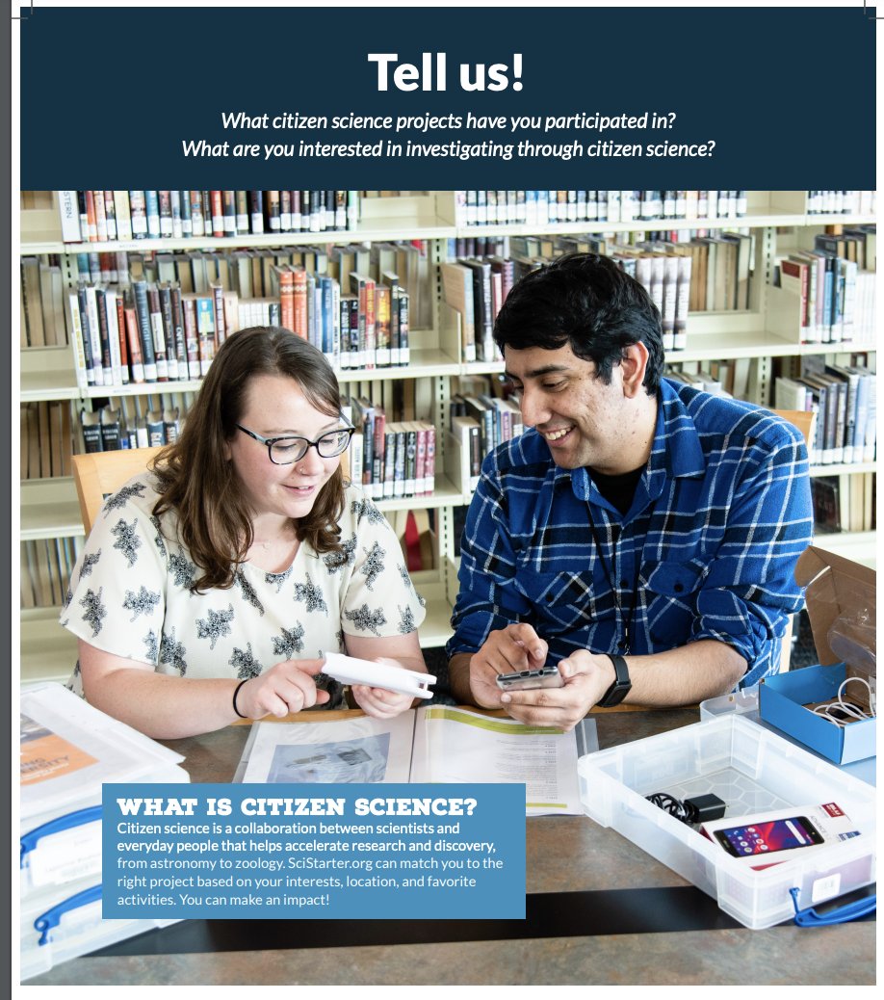 Tell us!
What citizen science projects have you participated in?
What are you interested in investigating through citizen science?
WHAT IS CITIZEN SCIENCE?
Citizen science is a collaboration between scientists and
everyday people that helps accelerate research and discovery,
from astronomy to zoology. SciStarter.org can match you to the
right project based on your interests, location, and favorite
activities. You can make an impact!